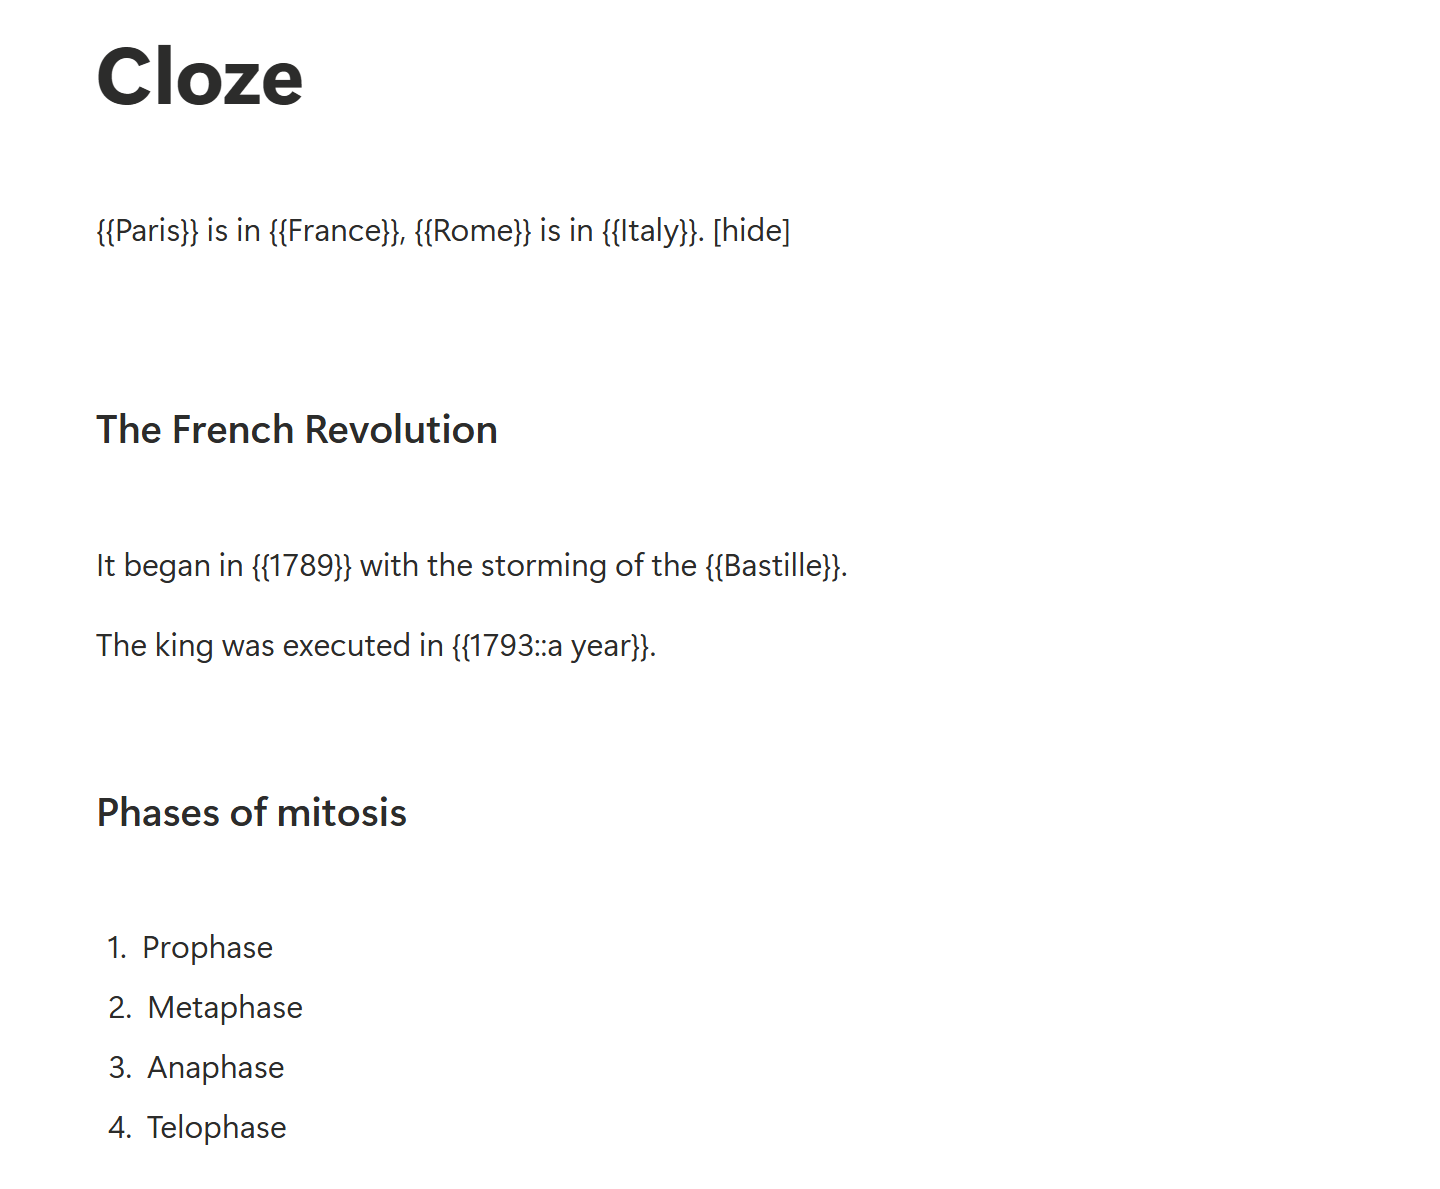 Cloze
{{Paris}} is in {{France}}, {{Rome}} is in {{Italy}}. [hide]
The French Revolution
It began in {{1789}} with the storming of the {{Bastille}}.
The king was executed in {{1793::a year}}.
Phases of mitosis
1. Prophase
2. Metaphase
3. Anaphase
4. Telophase